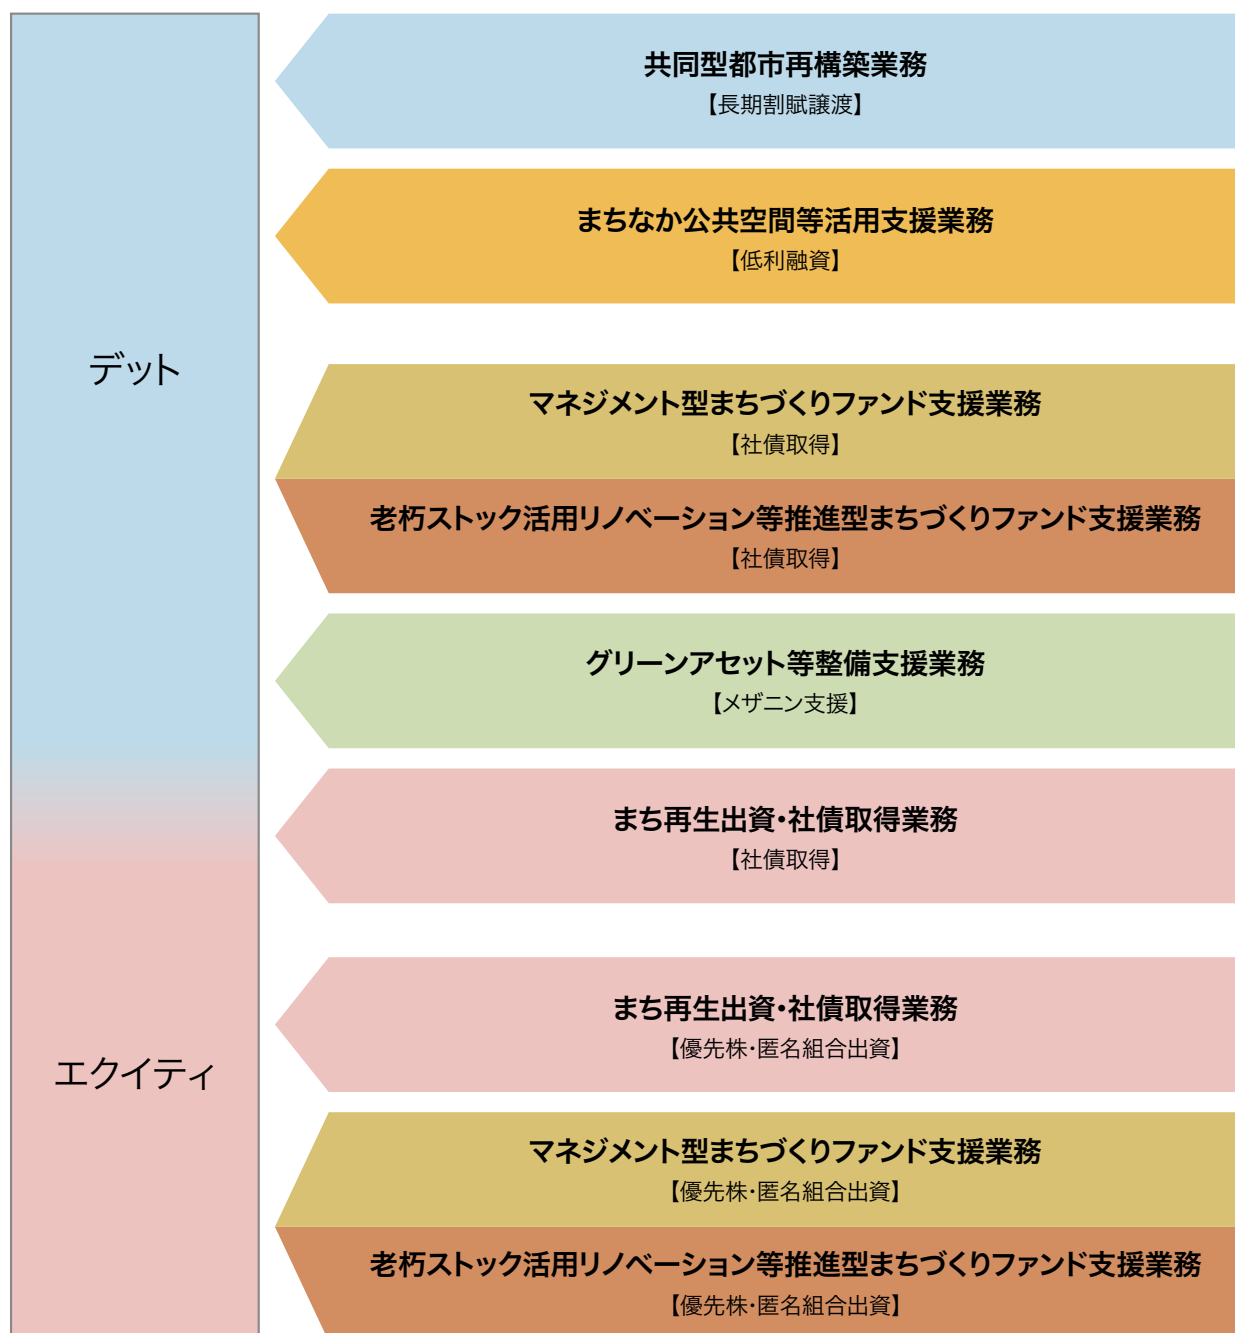 デット
エクイティ
共同型都市再構築業務
【長期割賦譲渡】
まちなか公共空間等活用支援業務
【低利融資】
マネジメント型まちづくりファンド支援業務
【社債取得】
老朽ストック活用リノベーション等推進型まちづくりファンド支援業務
【社債取得】
グリーンアセット等整備支援業務
【メザニン支援】
まち再生出資・社債取得業務
【社債取得】
まち再生出資・社債取得業務
【優先株・匿名組合出資】
マネジメント型まちづくりファンド支援業務
【優先株・匿名組合出資】
老朽ストック活用リノベーション等推進型まちづくりファンド支援業務
【優先株・匿名組合出資】